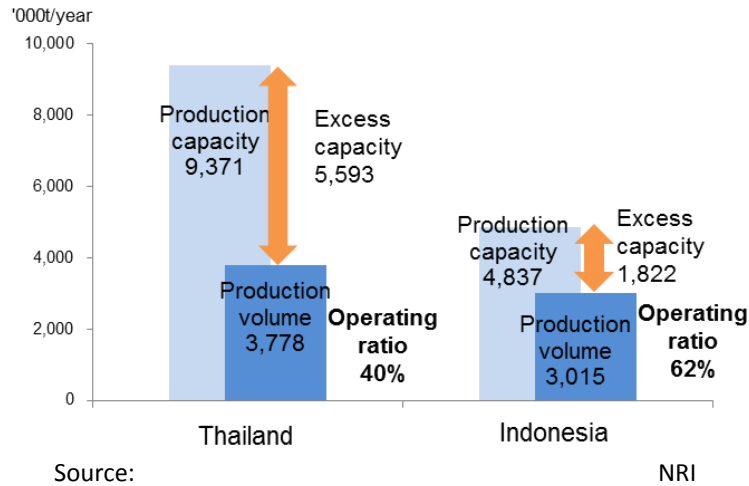 '000t/year
10,000
8,000
6,000
4,000
2,000
0
Production
capacity
9,371
Excess
capacity
5,593
Production
volume
3,778
Operating
ratio
40%
Production
capacity
4,837
Excess
capacity
1,822
Production
volume
3,015
Operating
ratio
62%
Thailand
Indonesia
Source: NRI